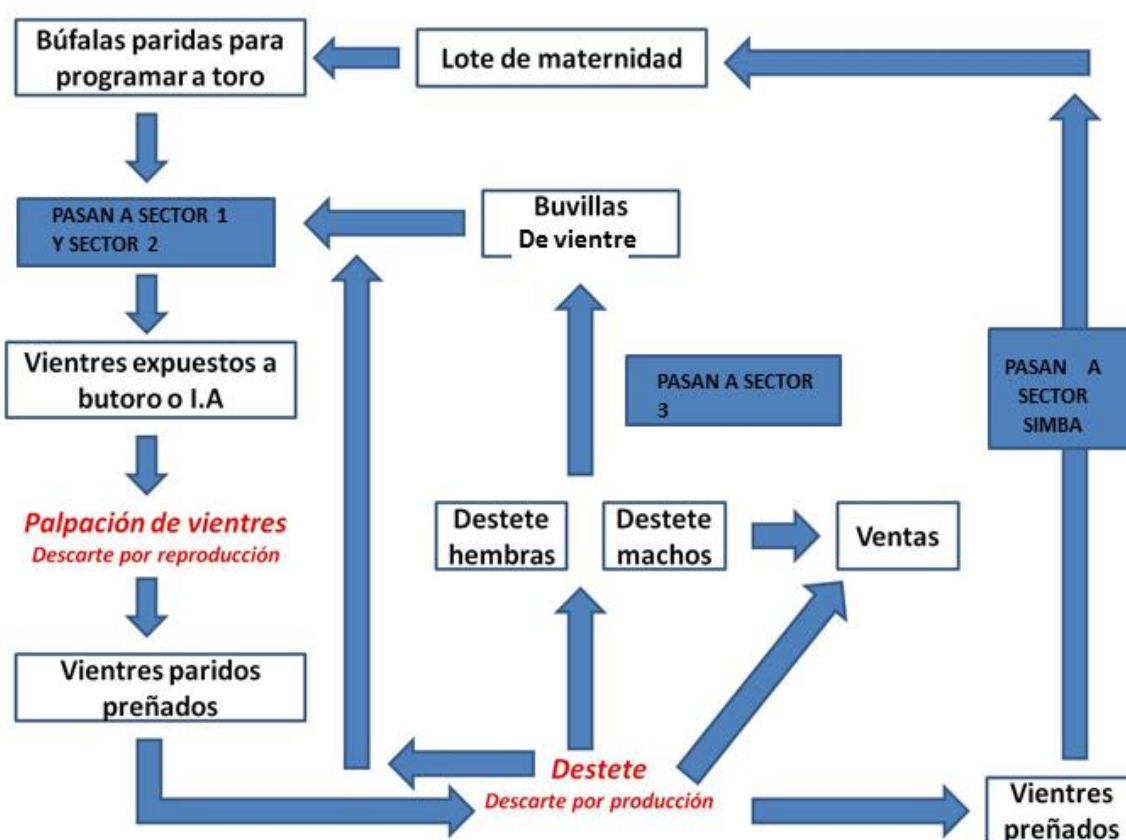 Búfalas paridas para
programar a toro
Lote de maternidad
PASAN A SECTOR 1
Y SECTOR 2
Buvillas
De vientre
Vientres expuestos a
butoro o I.A
PASAN A SECTOR
3
PASAN A
SECTOR
SIMBA
Palpación de vientres
Descarte por reproducción
Destete
hembras
Destete
machos
Ventas
Vientres paridos
preñados
Destete
Descarte por producción
Vientres
preñados